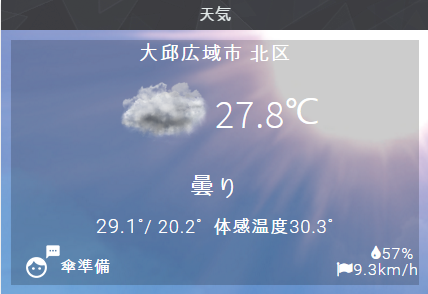 天気
大邱広域市 北区
27.8℃
曇り
29.1°/ 20.2° 体感温度30.3°
傘準備
57%
9.3km/h